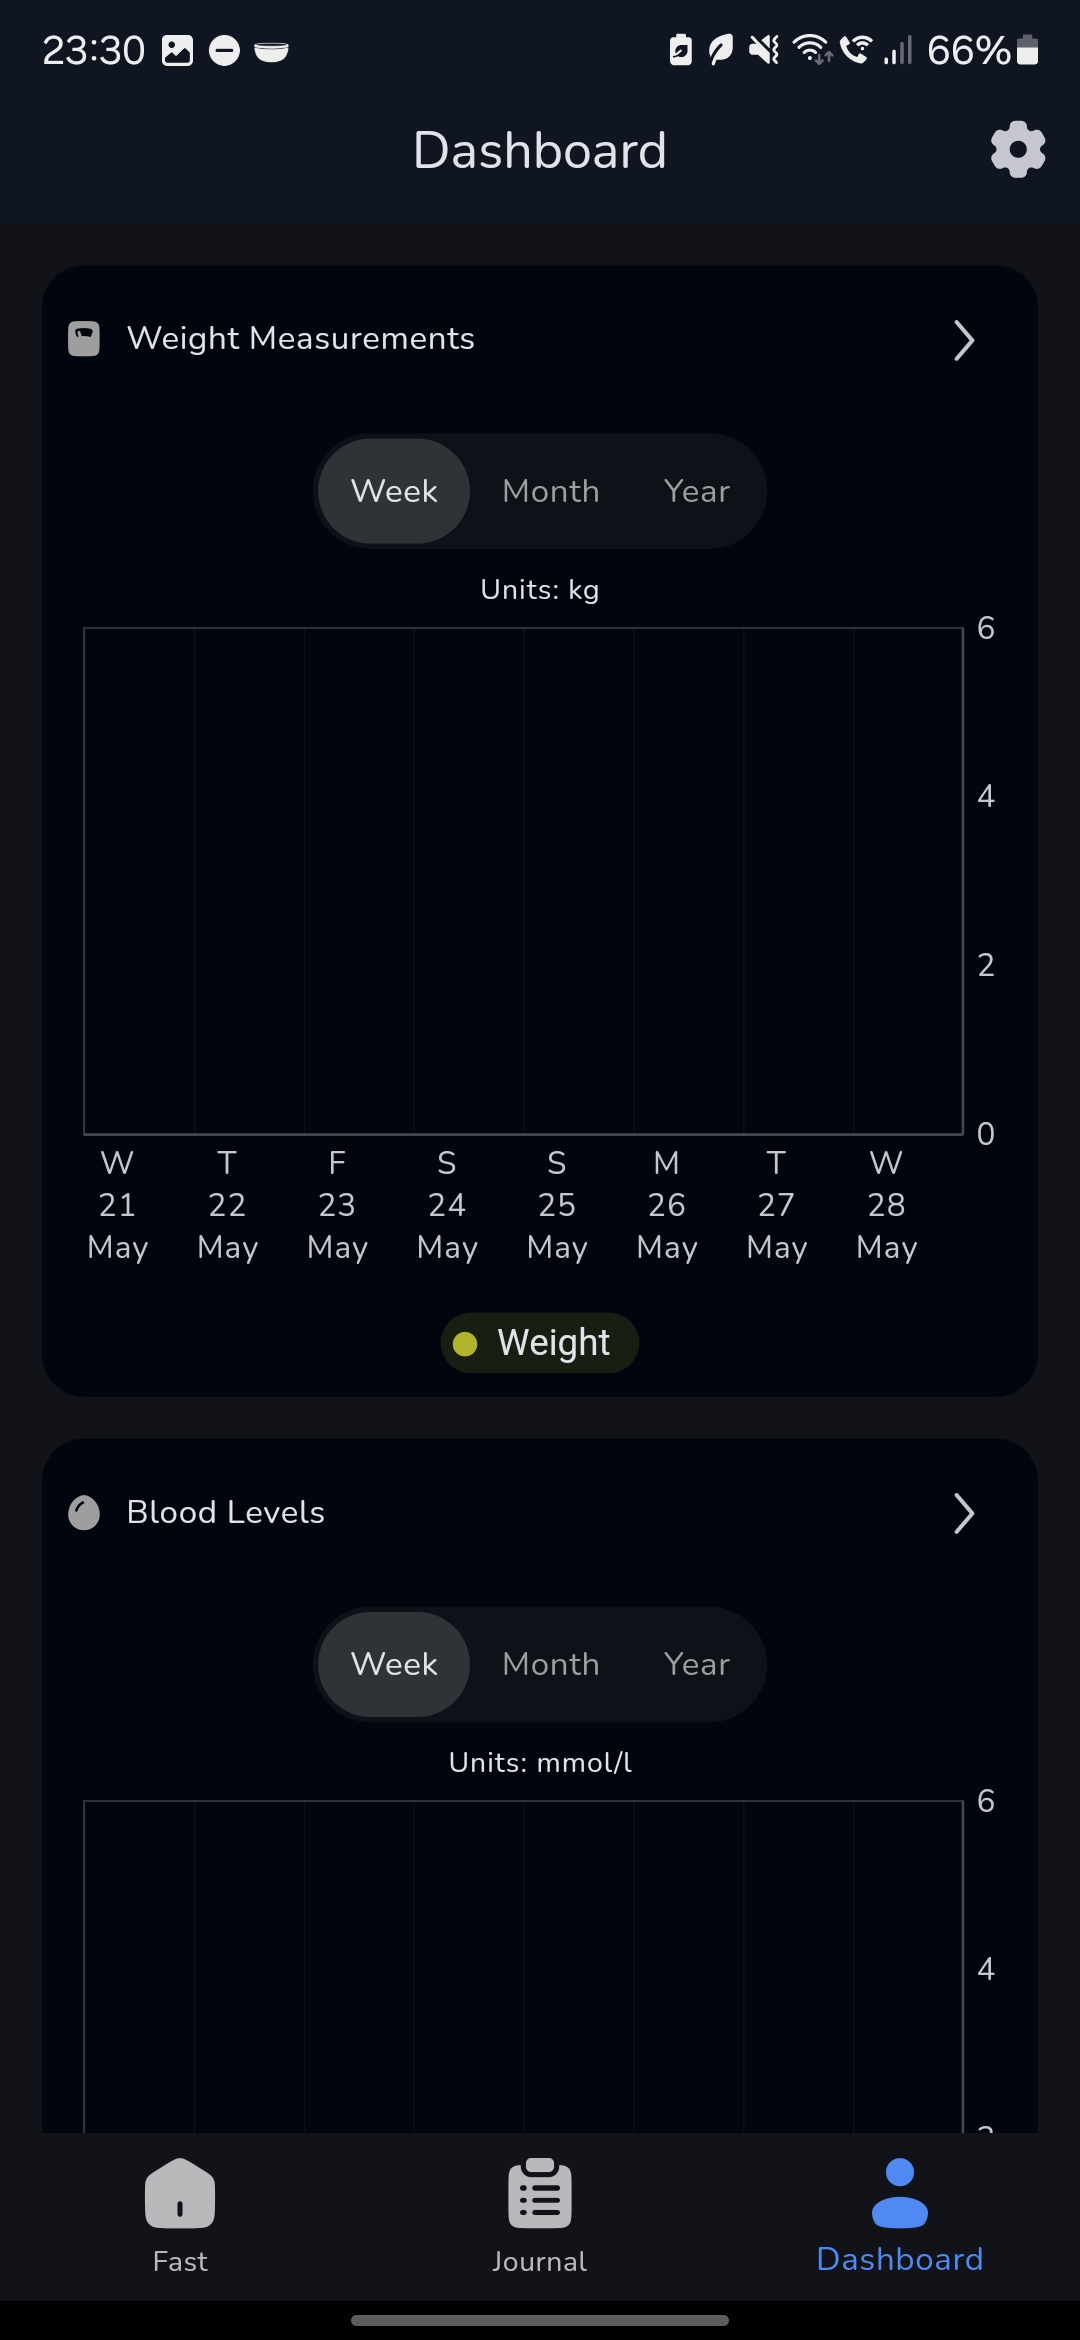 23:30
66%
Dashboard
Weight Measurements
Week Month Year
Units: kg
6
4
2
0
W T F S S M T W
21 22 23 24 25 26 27 28
May May May May May May May May
Weight
Blood Levels
Week Month Year
Units: mmol/l
6
4
Fast Journal Dashboard